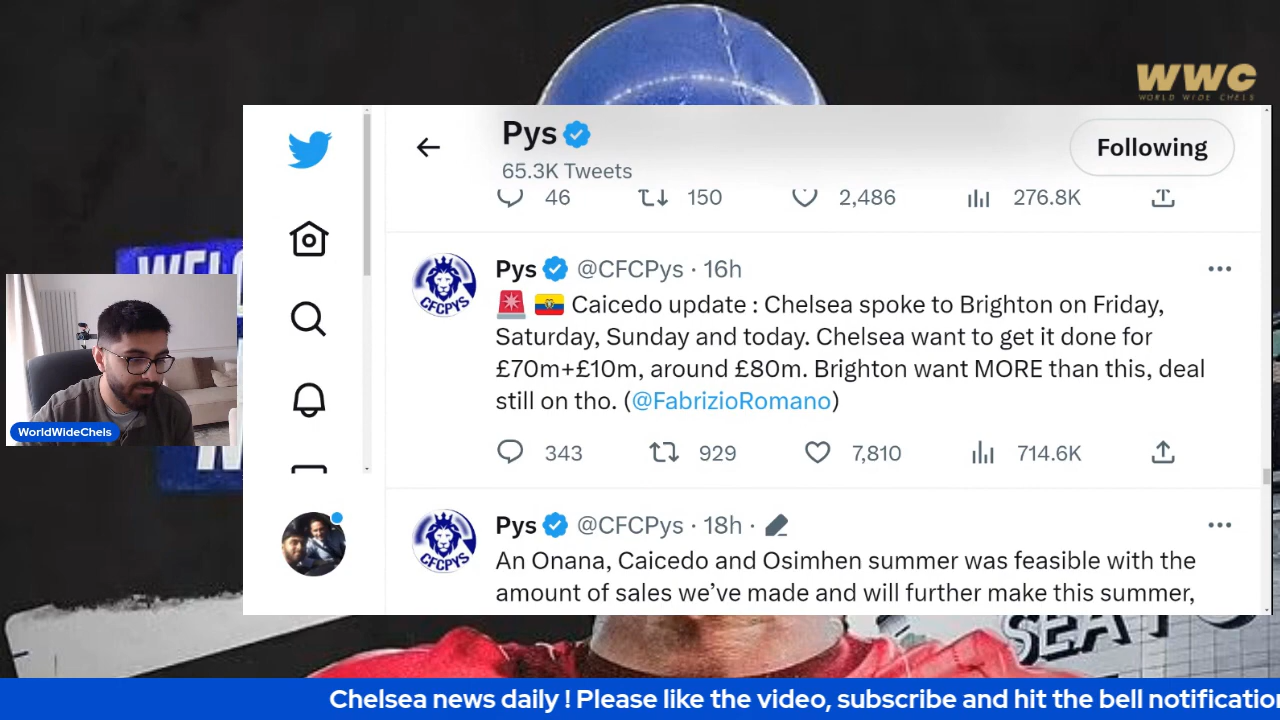 WWC
WORLD WIDE CHELS
Pys
65.3K Tweets
Following
46 150 2,486 276.8K
Pys @CFCPys · 16h
Caicedo update : Chelsea spoke to Brighton on Friday,
Saturday, Sunday and today. Chelsea want to get it done for
£70m+£10m, around £80m. Brighton want MORE than this, deal
still on tho. (@FabrizioRomano)
343 929 7,810 714.6K
CFCPYS
Pys @CFCPys · 18h ·
An Onana, Caicedo and Osimhen summer was feasible with the
amount of sales we’ve made and will further make this summer,
CFCPYS
WorldWideChels
Chelsea news daily ! Please like the video, subscribe and hit the bell notification